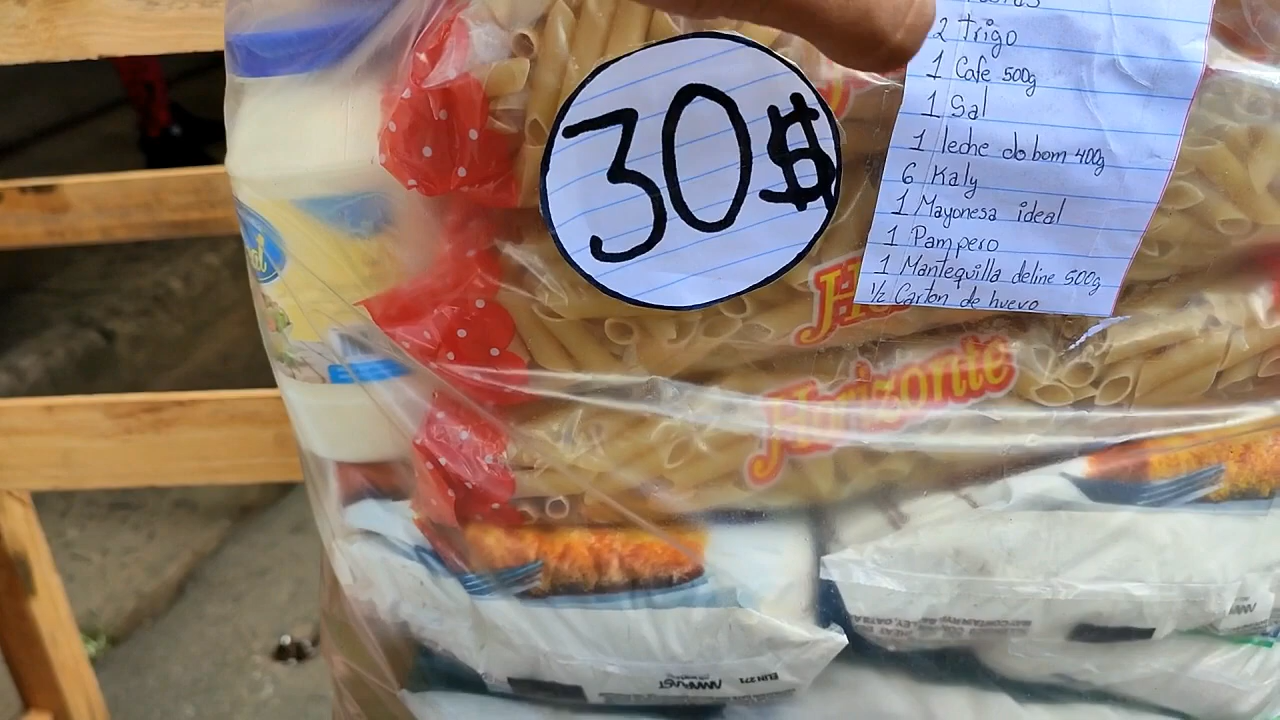 30$
2 trigo
1 Cafe 500g
1 Sal
1 leche do bom 400g
6 Kaly
1 Mayonesa ideal
1 Pampero
1 Mantequilla deline 500g
1/2 Carton de huevo
Horizonte